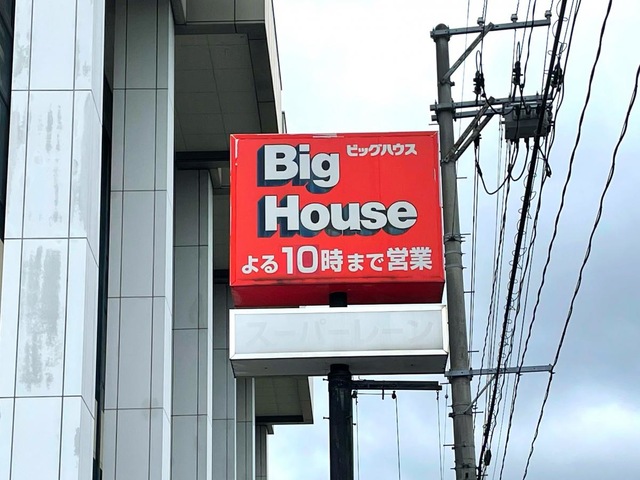 Big ビッグハウス
House
よる10時まで営業
スーパーレーン